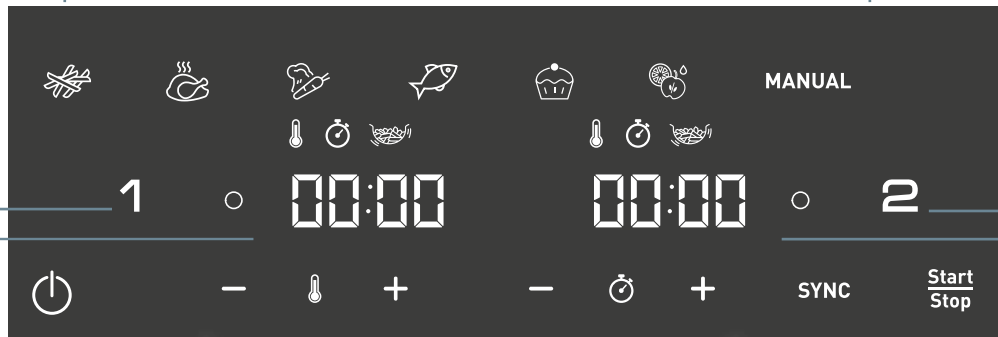 MANUAL
1 00:00 00:00 2
- + - + SYNC Start
Stop